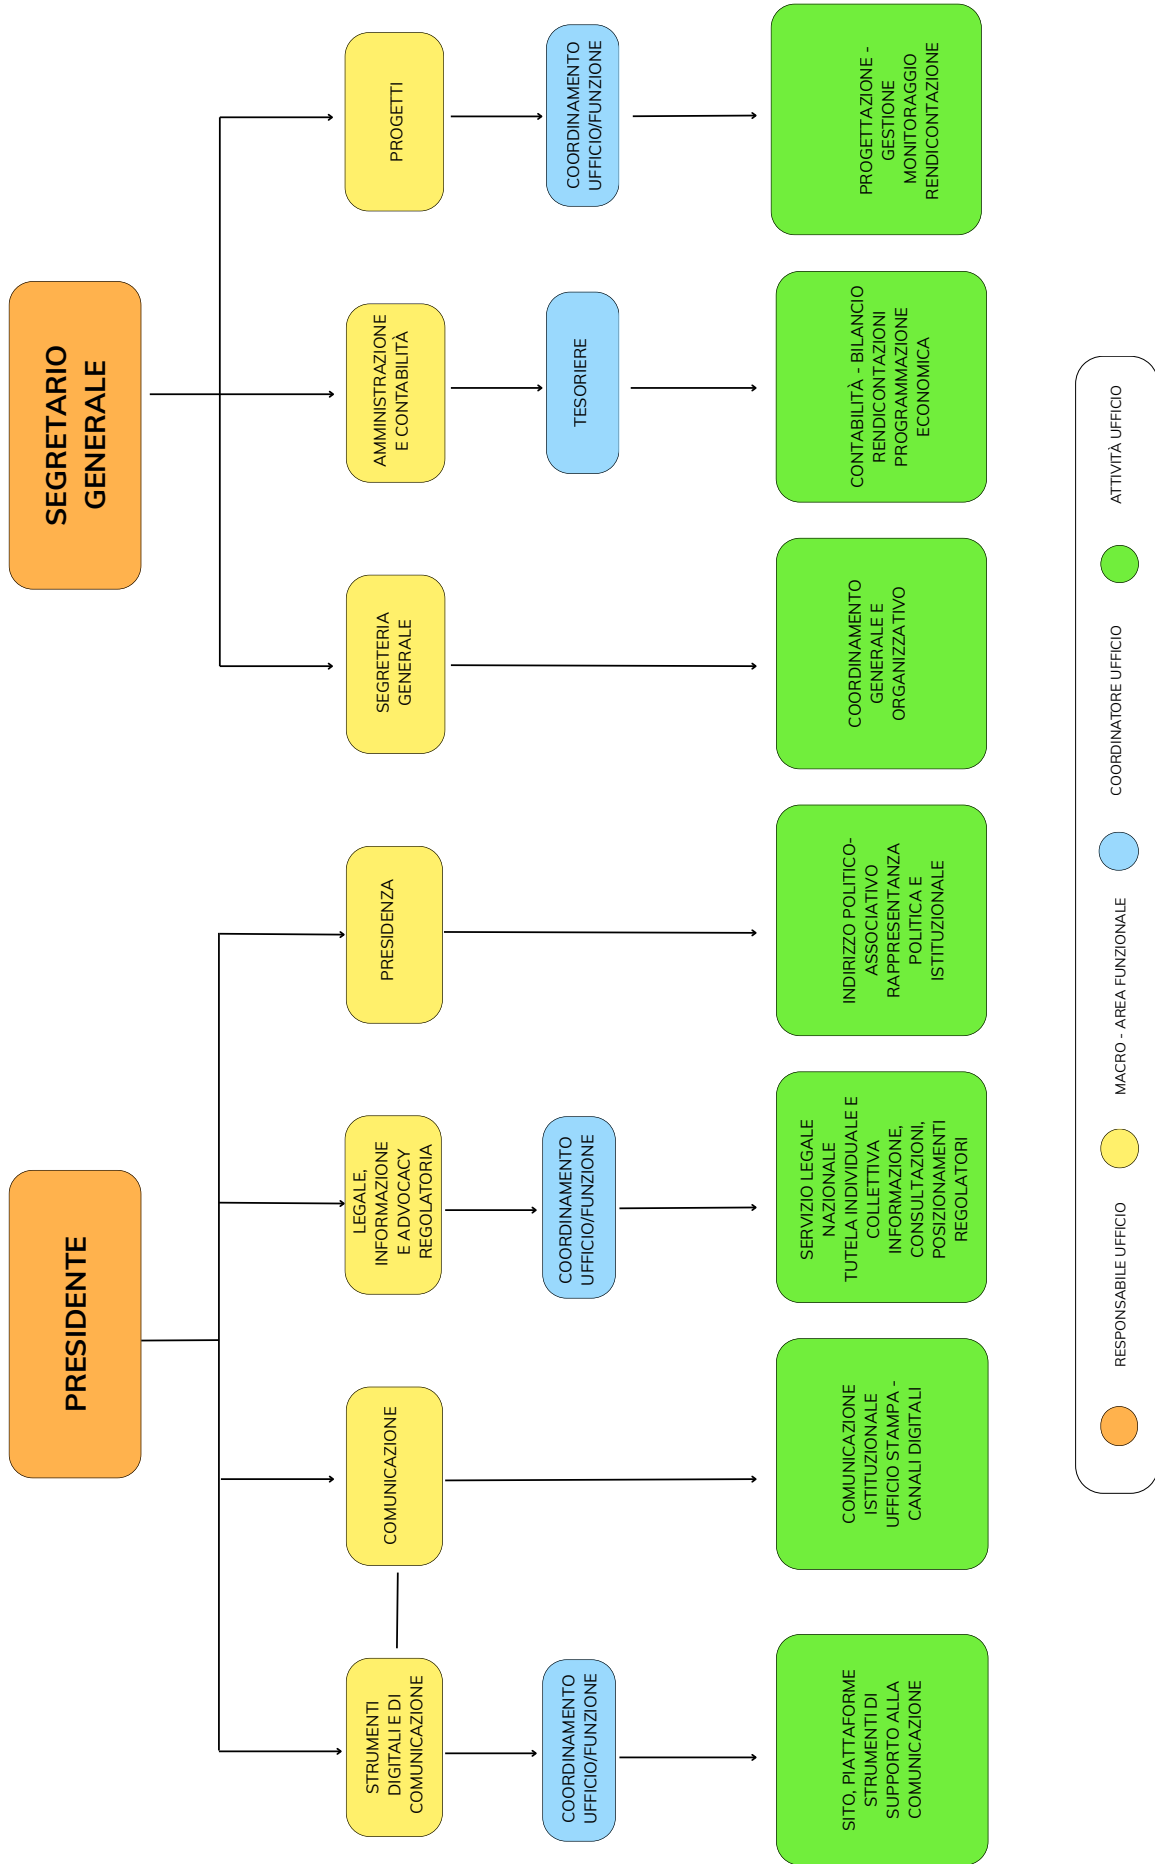 PRESIDENTE
SEGRETARIO
GENERALE
STRUMENTI
DIGITALI E DI
COMUNICAZIONE
COMUNICAZIONE
LEGALE,
INFORMAZIONE
E ADVOCACY
REGOLATORIA
PRESIDENZA
SEGRETERIA
GENERALE
AMMINISTRAZIONE
E CONTABILITÀ
PROGETTI
COORDINAMENTO
UFFICIO/FUNZIONE
COORDINAMENTO
UFFICIO/FUNZIONE
TESORIERE
COORDINAMENTO
UFFICIO/FUNZIONE
SITO, PIATTAFORME
STRUMENTI DI
SUPPORTO ALLA
COMUNICAZIONE
COMUNICAZIONE
ISTITUZIONALE
UFFICIO STAMPA -
CANALI DIGITALI
SERVIZIO LEGALE
NAZIONALE
TUTELA INDIVIDUALE E
COLLETTIVA
INFORMAZIONE,
CONSULTAZIONI,
POSIZIONAMENTI
REGOLATORI
INDIRIZZO POLITICO-
ASSOCIATIVO
RAPPRESENTANZA
POLITICA E
ISTITUZIONALE
COORDINAMENTO
GENERALE E
ORGANIZZATIVO
CONTABILITÀ - BILANCIO
RENDICONTAZIONI
PROGRAMMAZIONE
ECONOMICA
PROGETTAZIONE -
GESTIONE
MONITORAGGIO
RENDICONTAZIONE
RESPONSABILE UFFICIO
MACRO - AREA FUNZIONALE
COORDINATORE UFFICIO
ATTIVITÀ UFFICIO